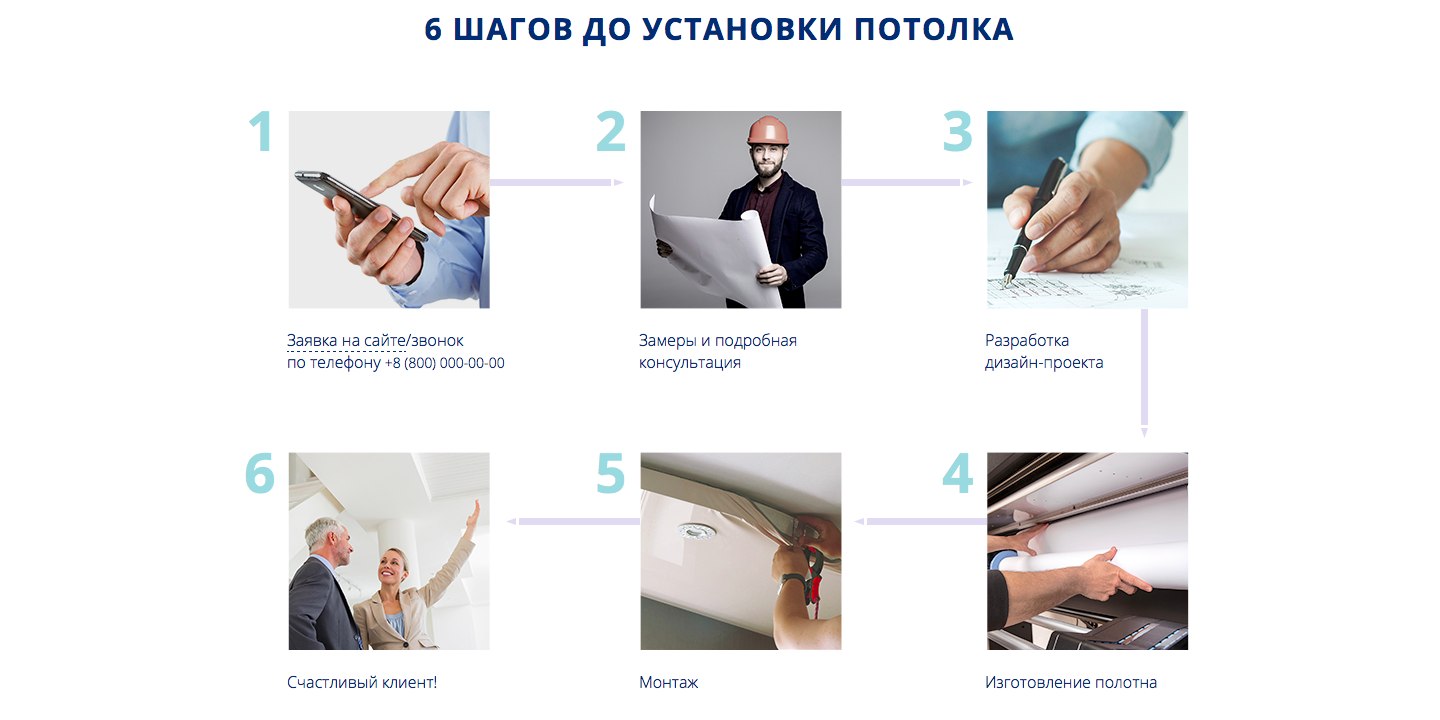 6 ШАГОВ ДО УСТАНОВКИ ПОТОЛКА
1
Заявка на сайте/звонок
по телефону +8 (800) 000-00-00
2
Замеры и подробная
консультация
3
Разработка
дизайн-проекта
4
Изготовление полотна
5
Монтаж
6
Счастливый клиент!